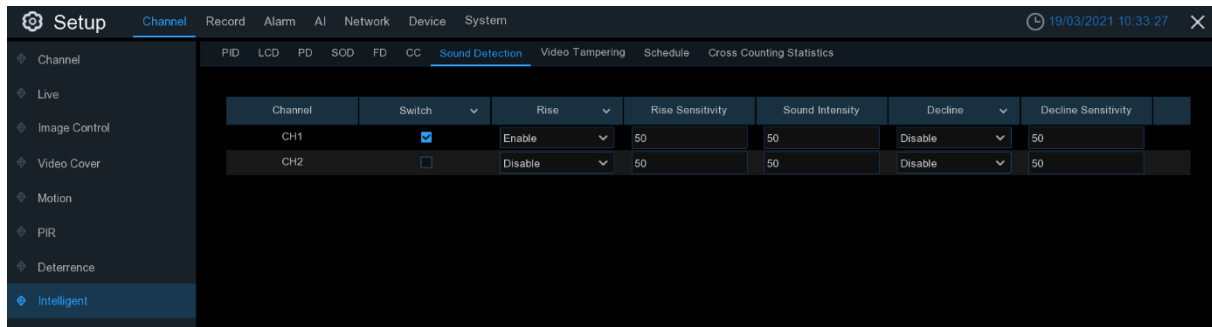 Setup Channel Record Alarm AI Network Device System 19/03/2021 10:33:27
PID LCD PD SOD FD CC Sound Detection Video Tampering Schedule Cross Counting Statistics
Channel
Live
Image Control
Video Cover
Motion
PIR
Deterrence
Intelligent
Channel Switch Rise Rise Sensitivity Sound Intensity Decline Decline Sensitivity
CH1 Enable 50 50 Disable 50
CH2 Disable 50 50 Disable 50